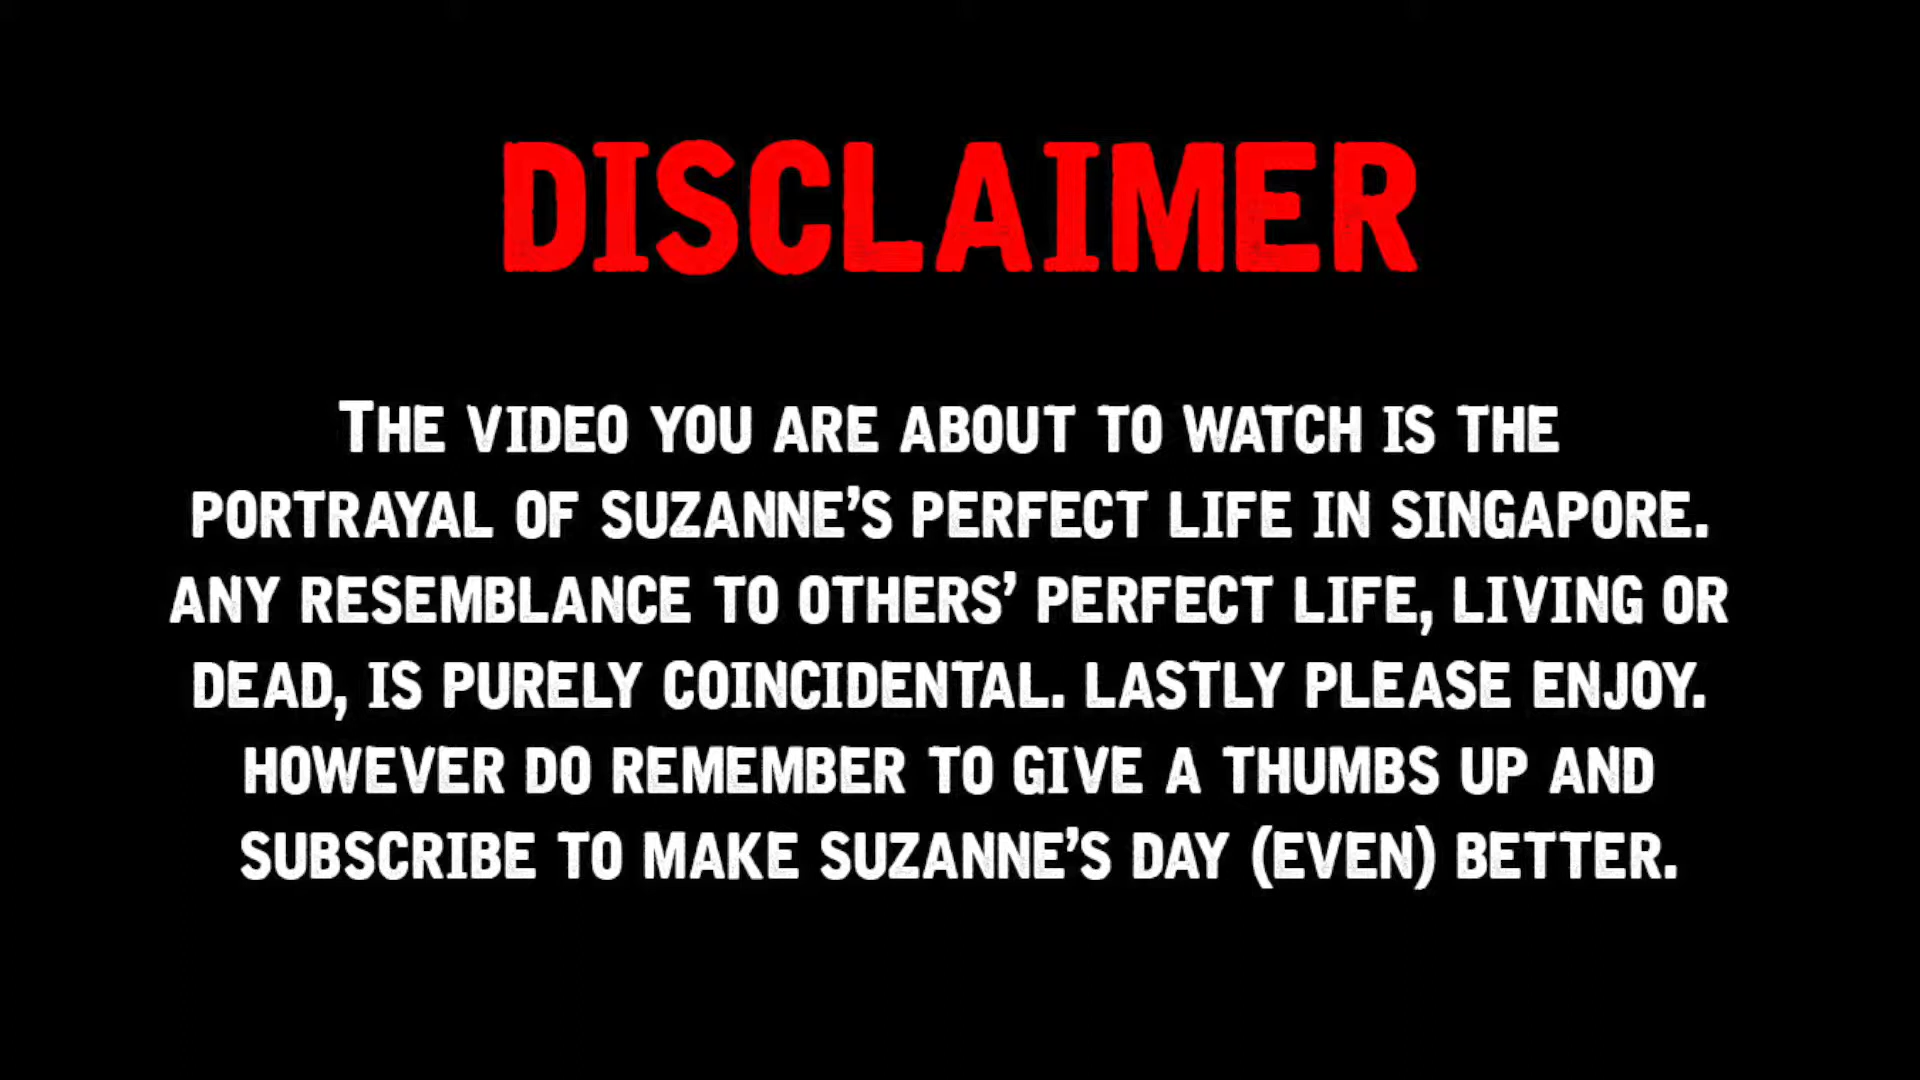 DISCLAIMER
THE VIDEO YOU ARE ABOUT TO WATCH IS THE
PORTRAYAL OF SUZANNE’S PERFECT LIFE IN SINGAPORE.
ANY RESEMBLANCE TO OTHERS’ PERFECT LIFE, LIVING OR
DEAD, IS PURELY COINCIDENTAL. LASTLY PLEASE ENJOY.
HOWEVER DO REMEMBER TO GIVE A THUMBS UP AND
SUBSCRIBE TO MAKE SUZANNE’S DAY (EVEN) BETTER.